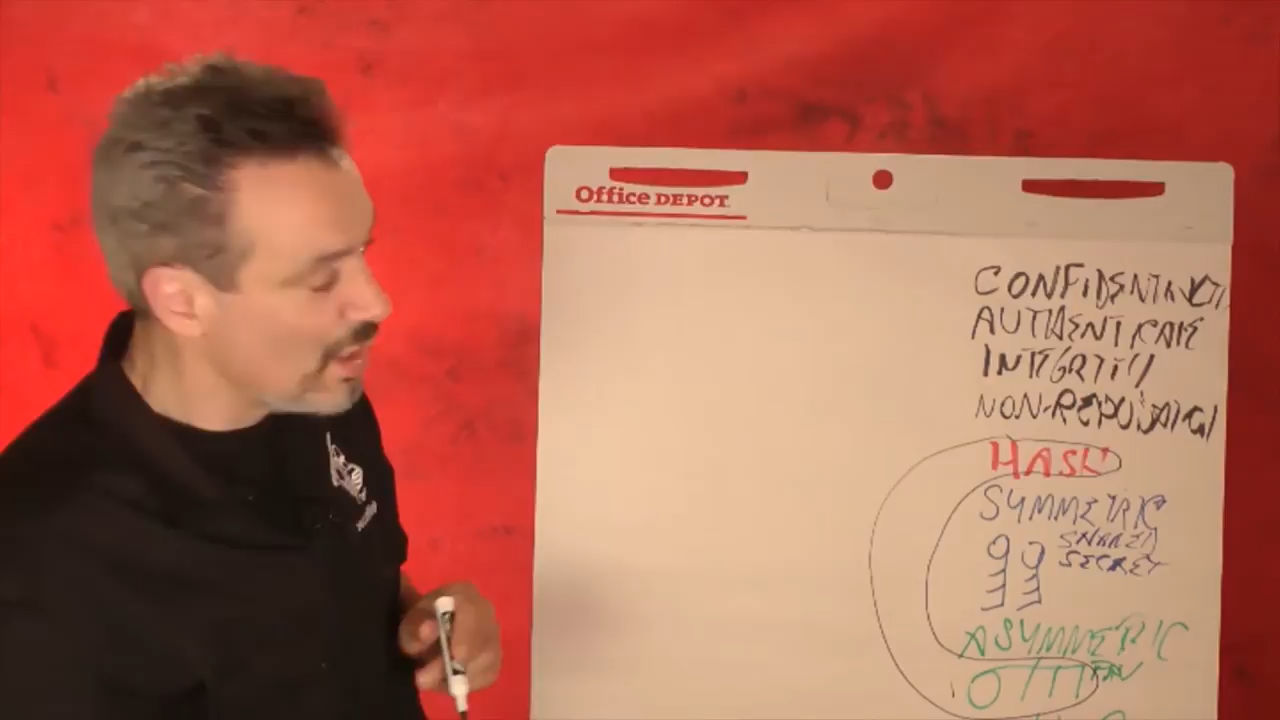 Office DEPOT
CONFIDENTIALITY
AUTHENTICATE
INTEGRITY
NON-REPUDIATION
HASH
SYMMETRIC
SHARED
SECRET
ASYMMETRIC